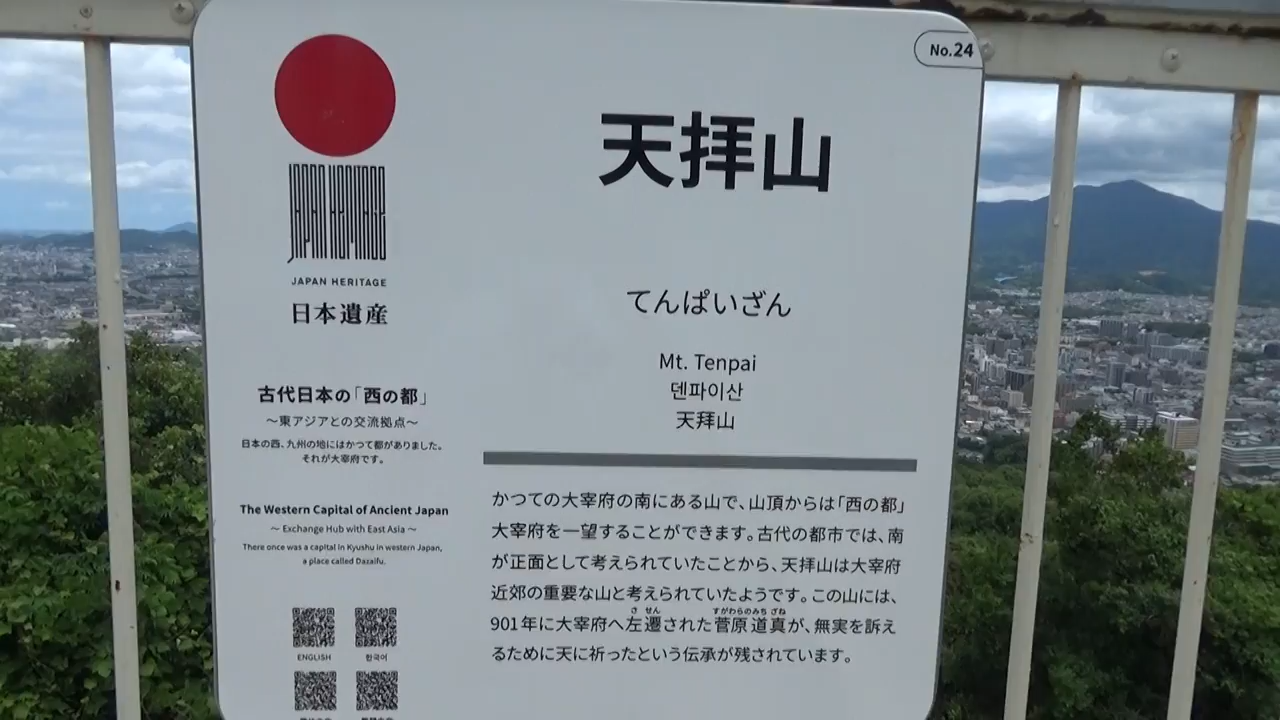 No.24
JAPAN HERITAGE
JAPAN HERITAGE
日本遺産
古代日本の「西の都」
～東アジアとの交流拠点～
日本の西、九州の地にはかつて都がありました。
それが大宰府です。
The Western Capital of Ancient Japan
～ Exchange Hub with East Asia ～
There once was a capital in Kyushu in western Japan,
a place called Dazaifu.
ENGLISH 한국어
天拝山
てんぱいざん
Mt. Tenpai
덴파이산
天拜山
かつての大宰府の南にある山で、山頂からは「西の都」
大宰府を一望することができます。古代の都市では、南
が正面として考えられていたことから、天拝山は大宰府
近郊の重要な山と考えられていたようです。この山には、
させん すがわらのみちざね
901年に大宰府へ左遷された菅原道真が、無実を訴え
るために天に祈ったという伝承が残されています。